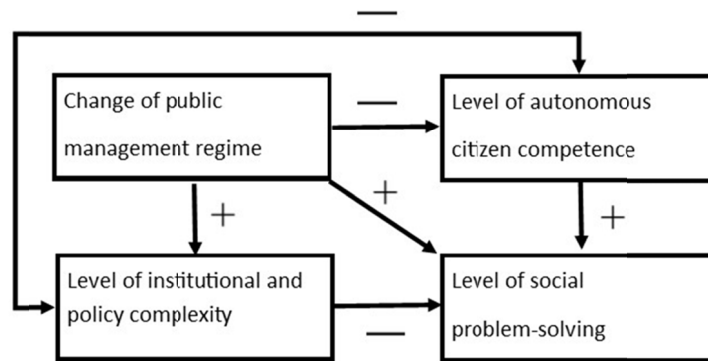 —
Change of public
management regime
—
Level of autonomous
citizen competence
+
+
+
Level of institutional and
policy complexity
—
Level of social
problem-solving